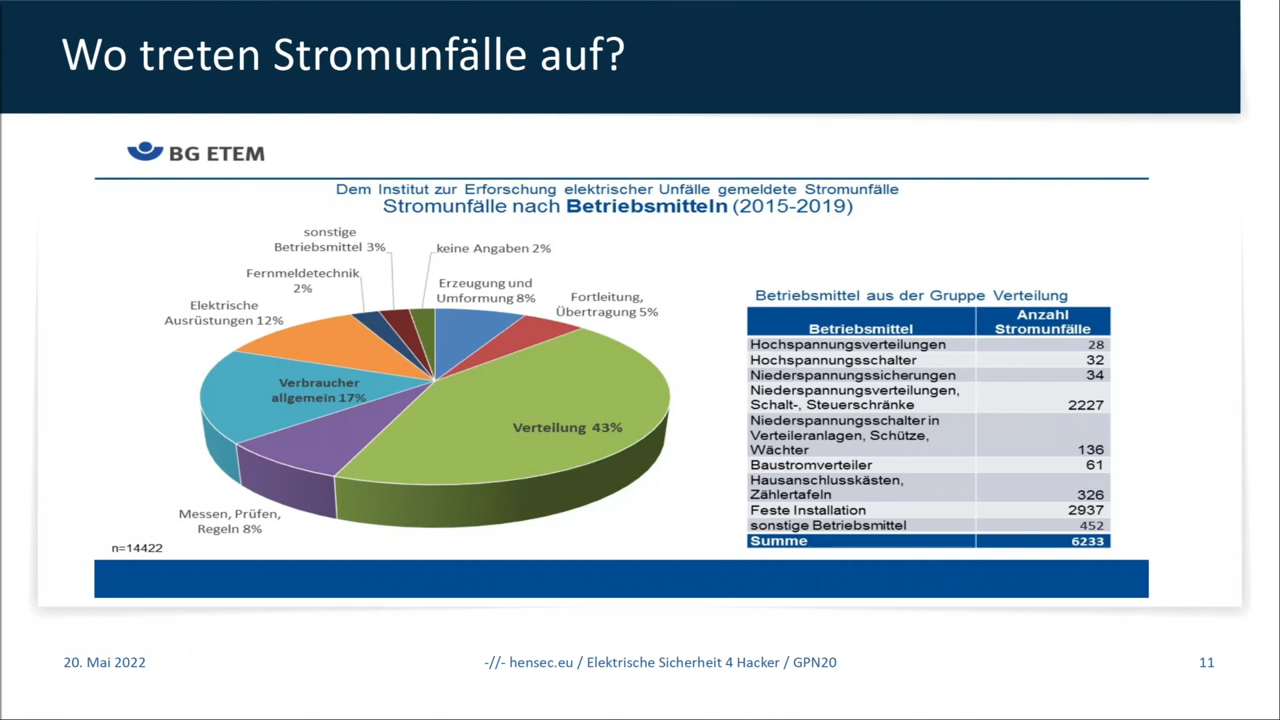 Wo treten Stromunfälle auf?
BG ETEM
Dem Institut zur Erforschung elektrischer Unfälle gemeldete Stromunfälle
Stromunfälle nach Betriebsmitteln (2015-2019)
sonstige
Betriebsmittel 3%
keine Angaben 2%
Fernmeldetechnik
2%
Erzeugung und
Umformung 8%
Fortleitung,
Übertragung 5%
Elektrische
Ausrüstungen 12%
Verbraucher
allgemein 17%
Verteilung 43%
Messen, Prüfen,
Regeln 8%
n=14422
Betriebsmittel aus der Gruppe Verteilung
Betriebsmittel
Anzahl
Stromunfälle
Hochspannungsverteilungen 28
Hochspannungsschalter 32
Niederspannungssicherungen 34
Niederspannungsverteilungen,
Schalt-, Steuerschränke 2227
Niederspannungsschalter in
Verteileranlagen, Schütze,
Wächter 136
Baustromverteiler 61
Hausanschlusskästen,
Zählertafeln 326
Feste Installation 2937
sonstige Betriebsmittel 452
Summe 6233
20. Mai 2022
-//- hensec.eu / Elektrische Sicherheit 4 Hacker / GPN20
11